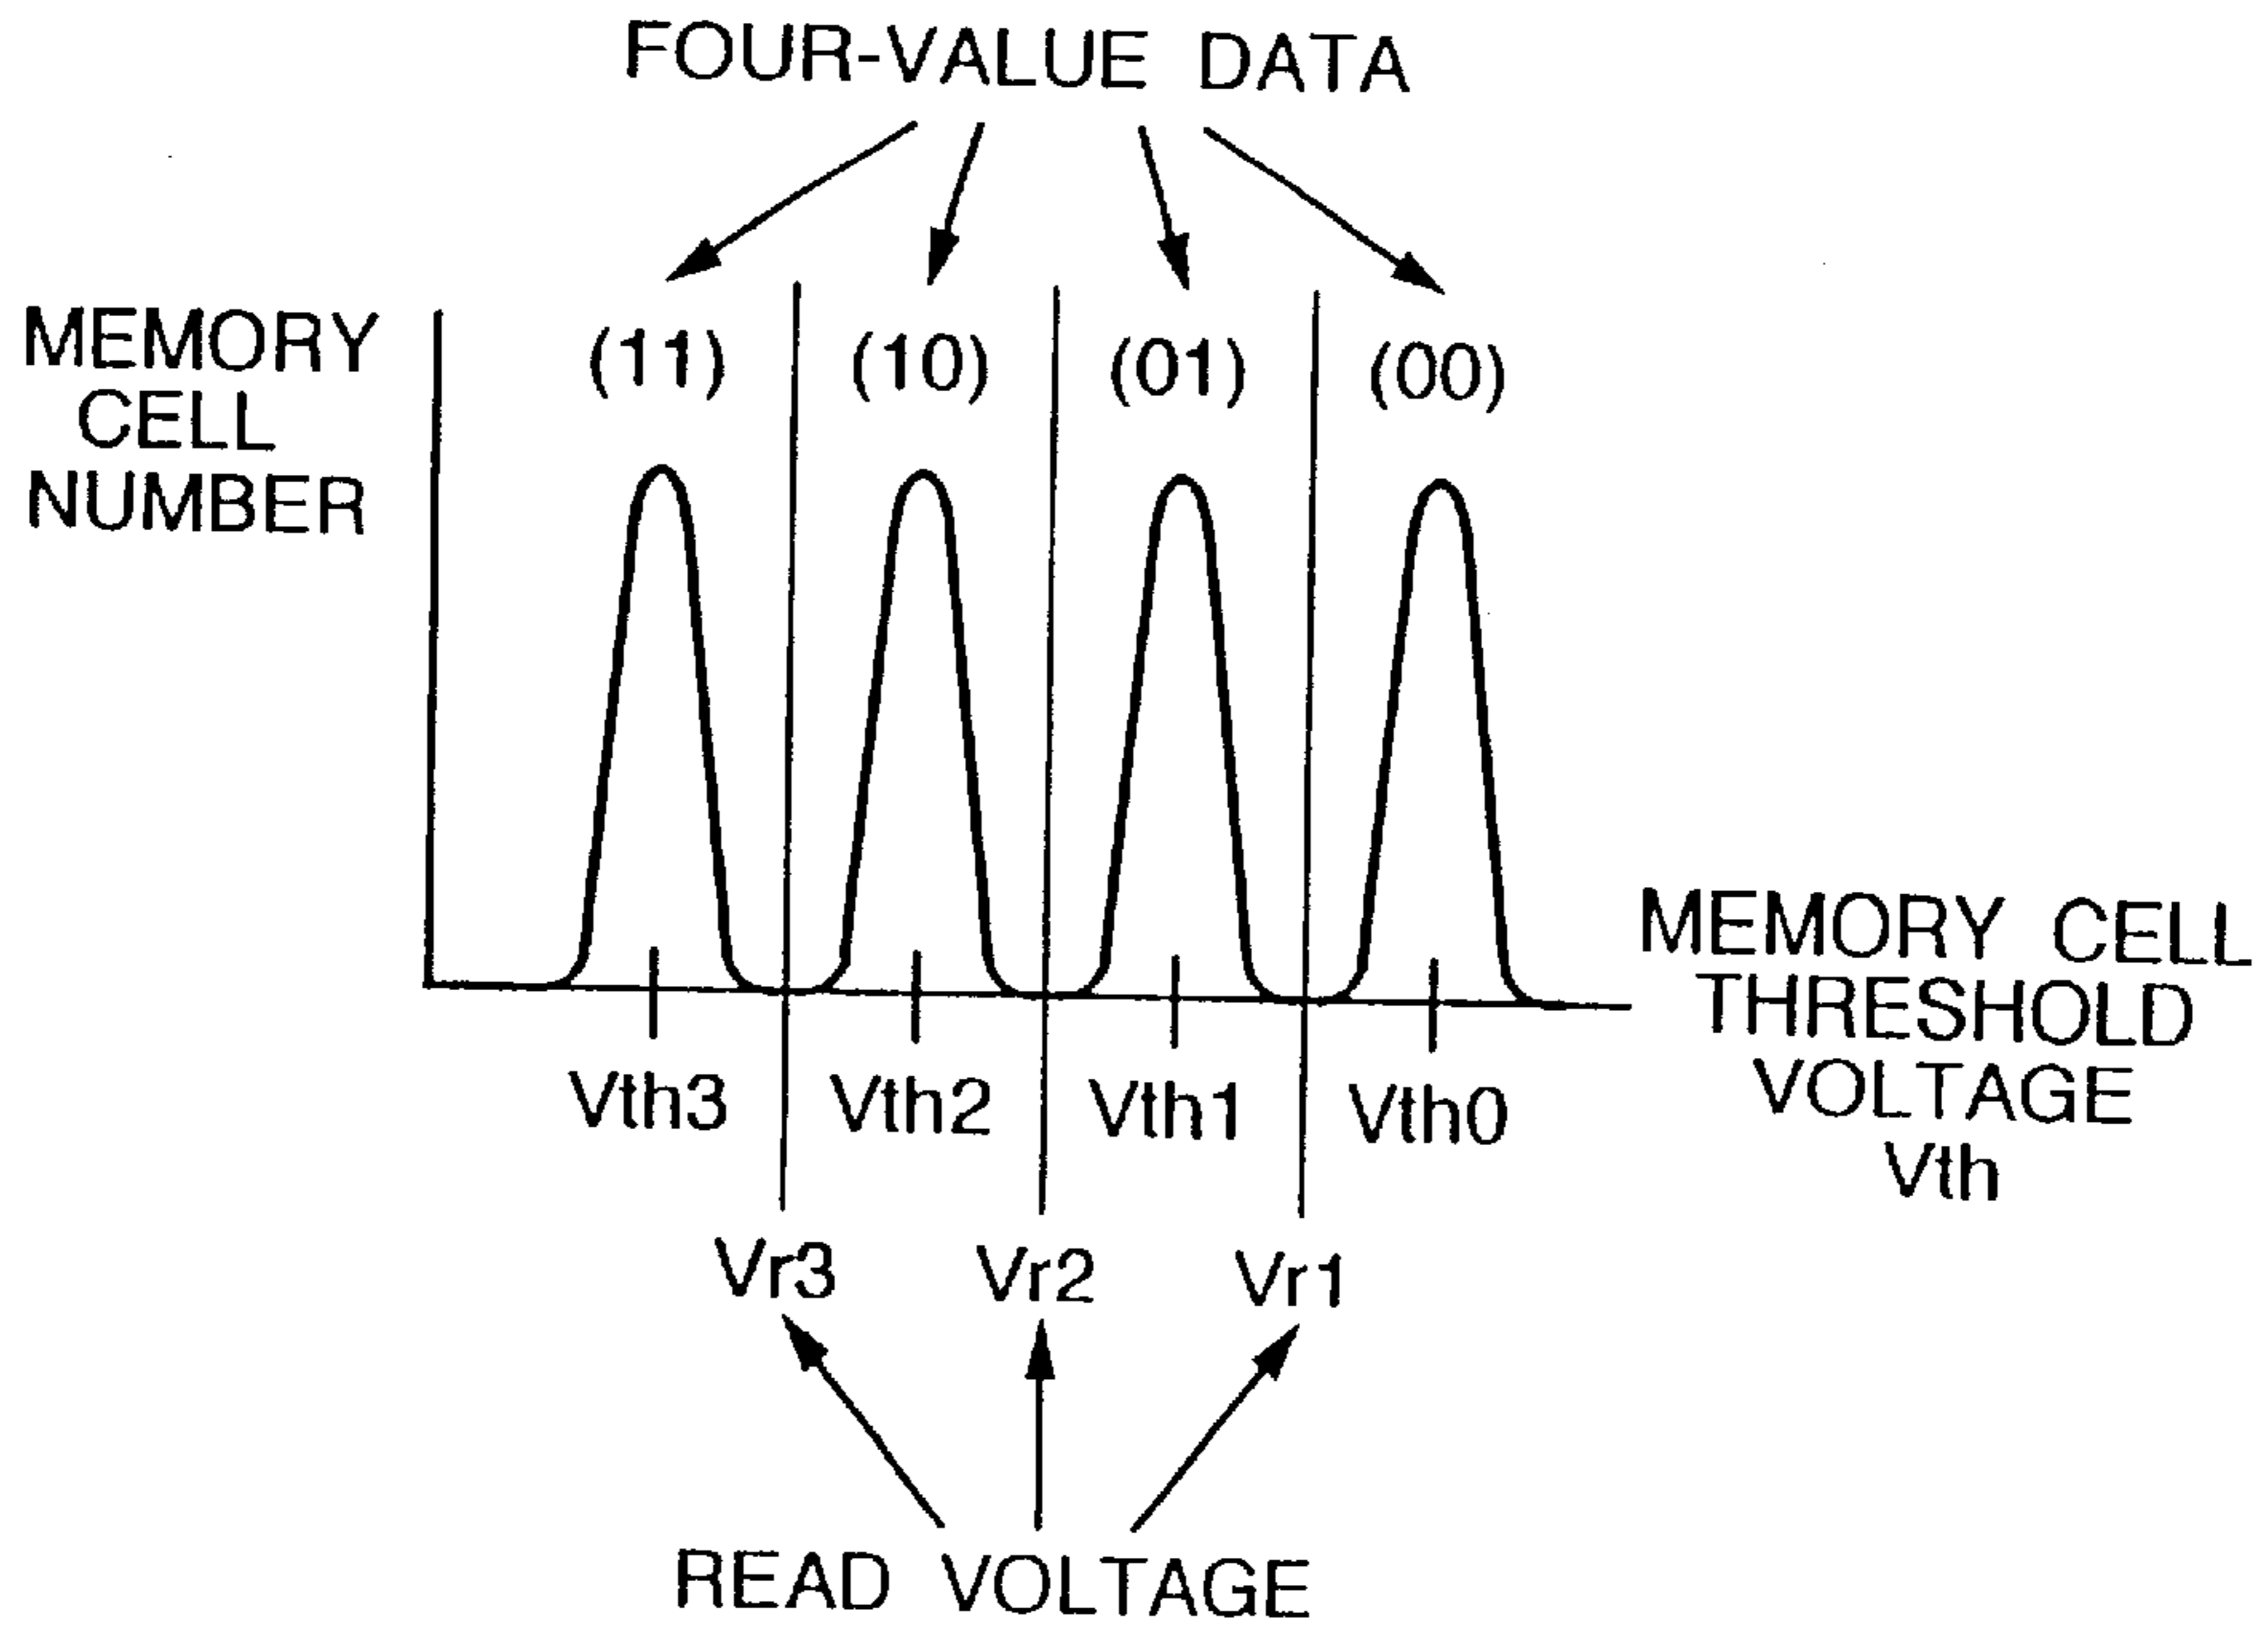 FOUR-VALUE DATA
MEMORY
CELL
NUMBER
(11) (10) (01) (00)
MEMORY CELL
THRESHOLD
VOLTAGE
Vth
Vth3 Vth2 Vth1 Vth0
Vr3 Vr2 Vr1
READ VOLTAGE